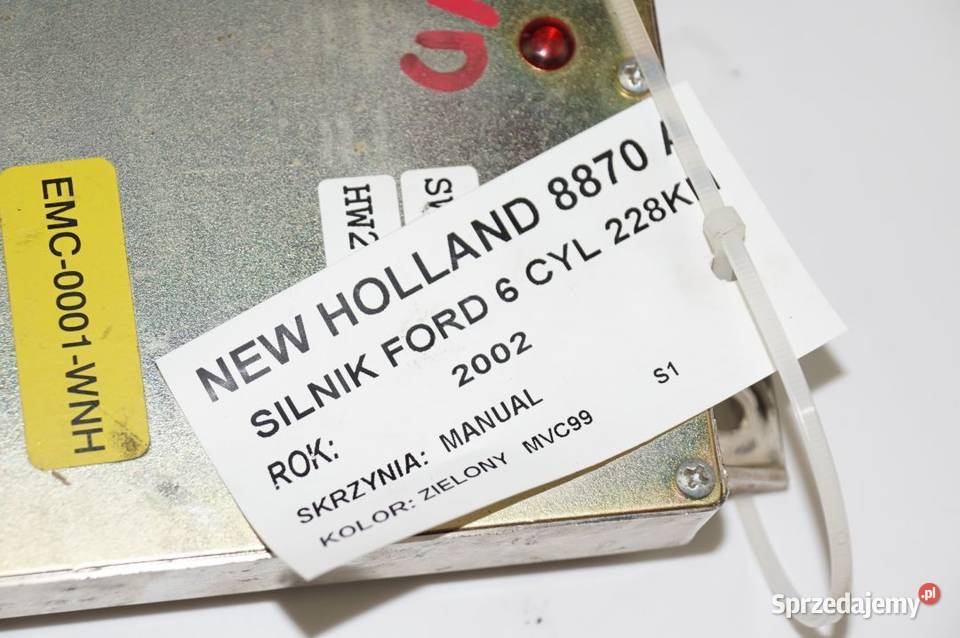 EMC-0001-WNH
HW2
NEW HOLLAND 8870 A
SILNIK FORD 6 CYL 228KM
ROK: 2002
SKRZYNIA: MANUAL
KOLOR: ZIELONY MVC99 S1
Sprzedajemy.pl